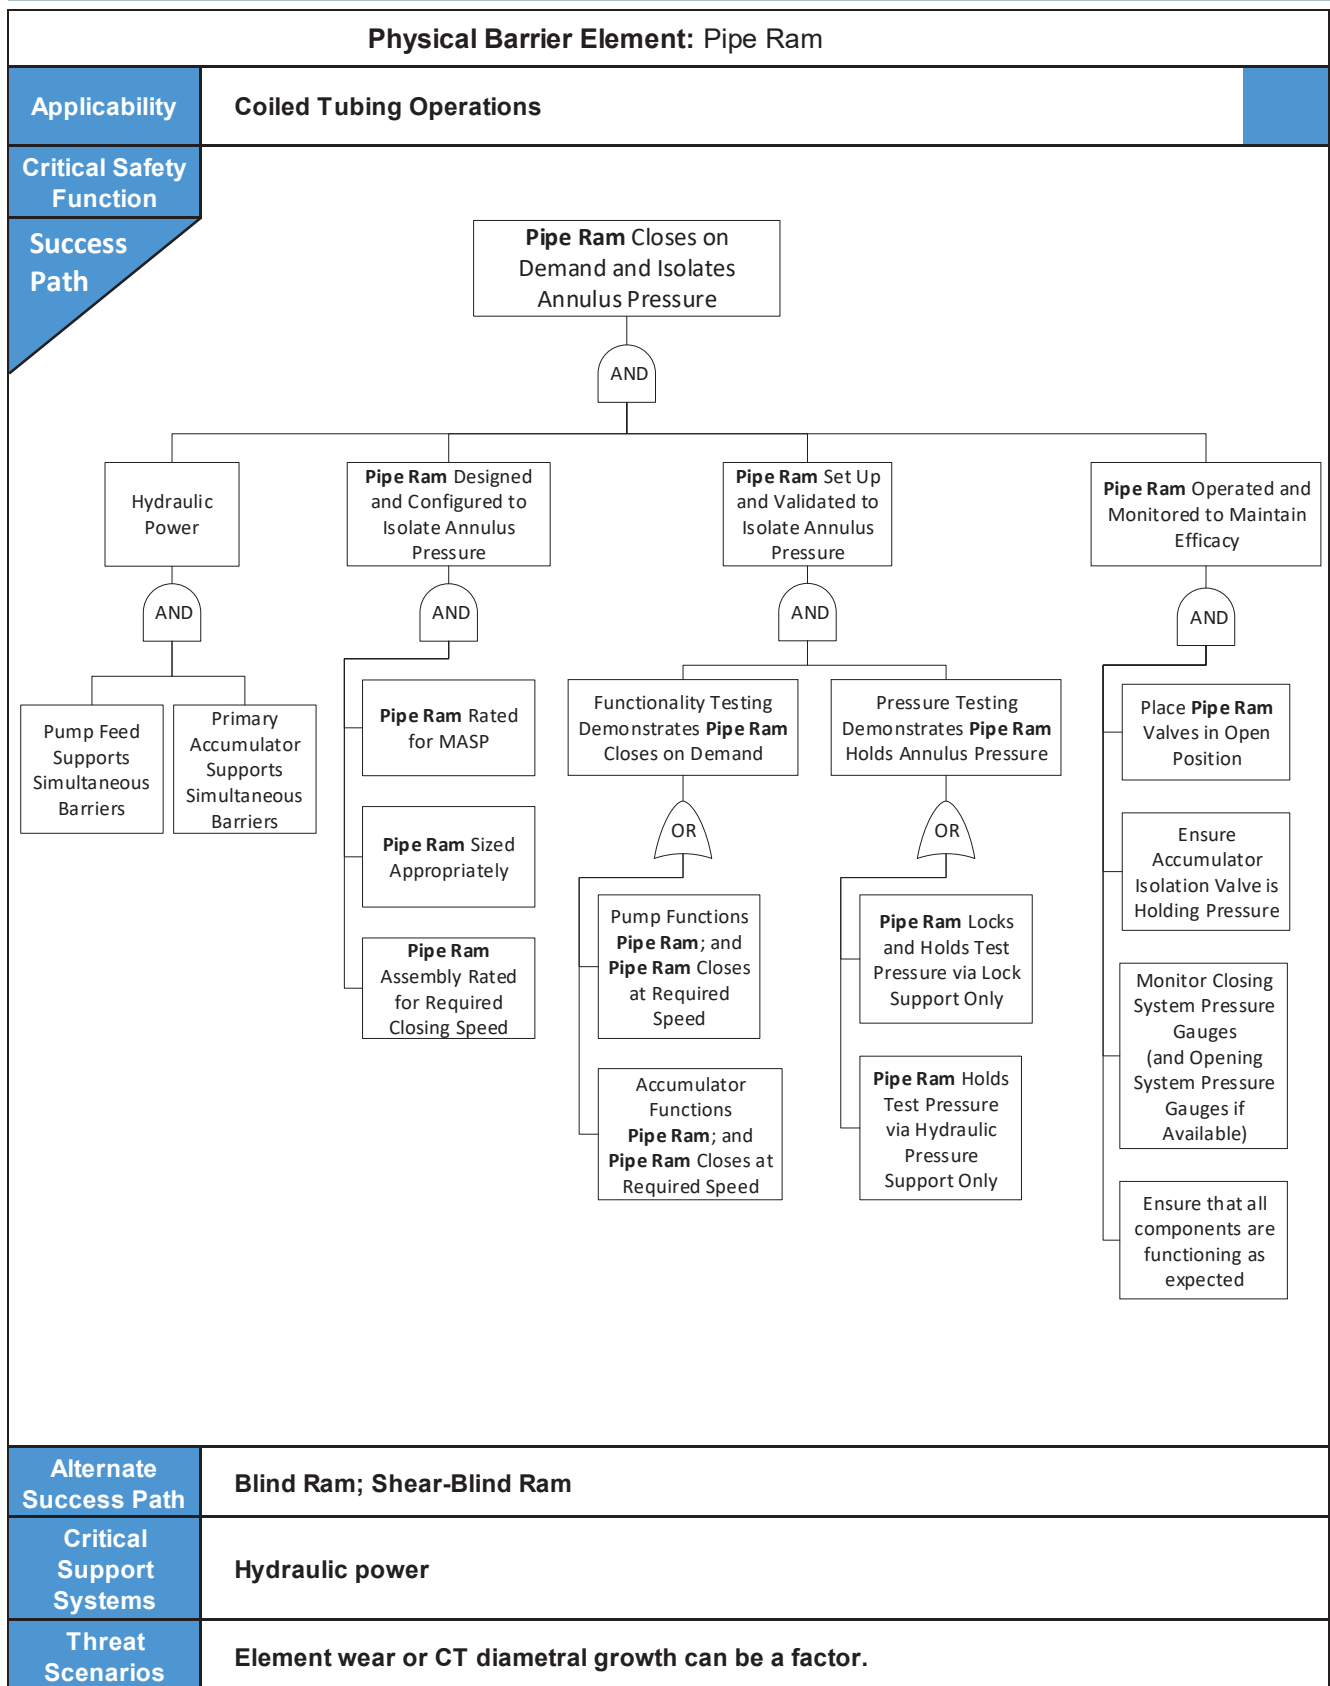 Physical Barrier Element: Pipe Ram
Applicability
Coiled Tubing Operations
Critical Safety
Function
Success
Path
Pipe Ram Closes on
Demand and Isolates
Annulus Pressure
AND
Hydraulic
Power
Pipe Ram Designed
and Configured to
Isolate Annulus
Pressure
Pipe Ram Set Up
and Validated to
Isolate Annulus
Pressure
Pipe Ram Operated and
Monitored to Maintain
Efficacy
AND
AND
AND
AND
Pump Feed
Supports
Simultaneous
Barriers
Primary
Accumulator
Supports
Simultaneous
Barriers
Pipe Ram Rated
for MASP
Pipe Ram Sized
Appropriately
Pipe Ram
Assembly Rated
for Required
Closing Speed
Functionality Testing
Demonstrates Pipe Ram
Closes on Demand
OR
Pump Functions
Pipe Ram; and
Pipe Ram Closes
at Required
Speed
Accumulator
Functions
Pipe Ram; and
Pipe Ram Closes at
Required Speed
Pressure Testing
Demonstrates Pipe Ram
Holds Annulus Pressure
OR
Pipe Ram Locks
and Holds Test
Pressure via Lock
Support Only
Pipe Ram Holds
Test Pressure
via Hydraulic
Pressure
Support Only
Place Pipe Ram
Valves in Open
Position
Ensure
Accumulator
Isolation Valve is
Holding Pressure
Monitor Closing
System Pressure
Gauges
(and Opening
System Pressure
Gauges if
Available)
Ensure that all
components are
functioning as
expected
Alternate
Success Path
Blind Ram; Shear-Blind Ram
Critical
Support
Systems
Hydraulic power
Threat
Scenarios
Element wear or CT diametral growth can be a factor.